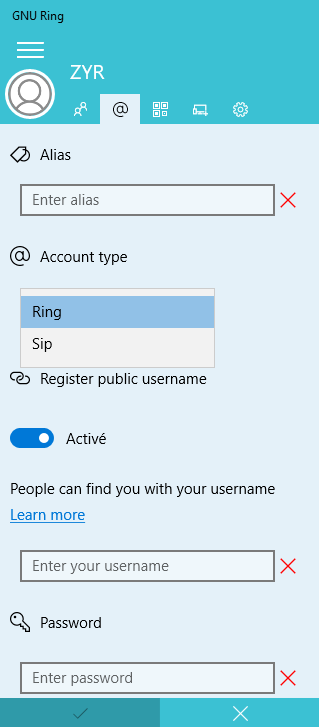 GNU Ring
ZYR
Alias
Enter alias
Account type
Ring
Sip
Register public username
Activé
People can find you with your username
Learn more
Enter your username
Password
Enter password